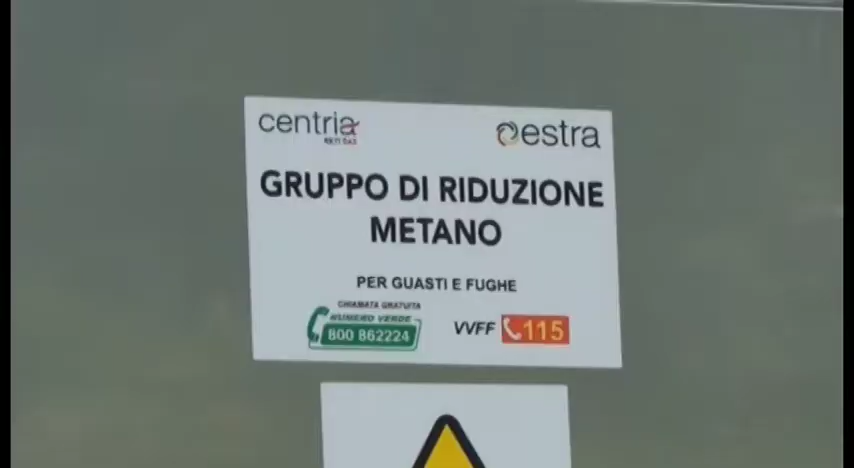 centria estra
RETI GAS
GRUPPO DI RIDUZIONE
METANO
PER GUASTI E FUGHE
CHIAMATA GRATUITA
NUMERO VERDE
800 862224
VVFF 115